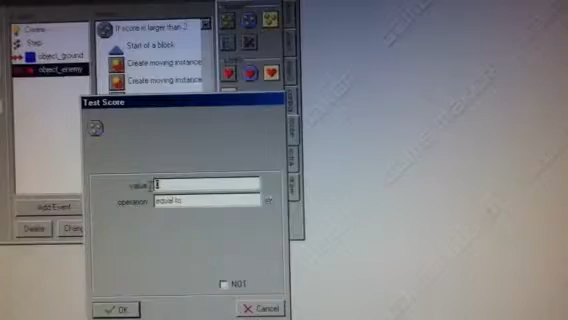 Create
Step
object_ground
object_enemy
If score is larger than 2
Start of a block
Create moving instance
Create moving instance
Test Score
value
operation
equal to
NOT
OK
Cancel
Add Event
Delete
Chang